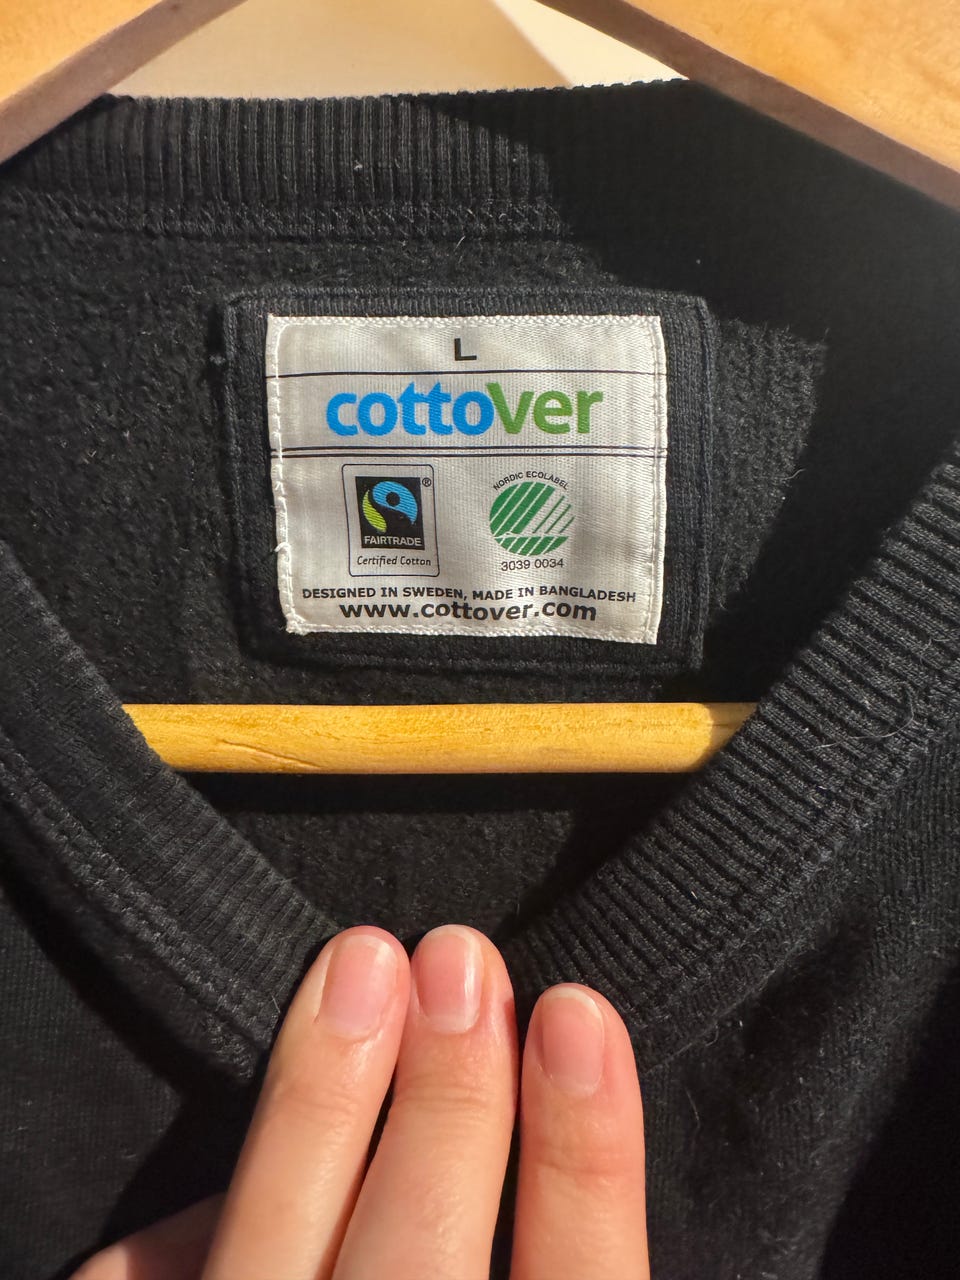 L
cottoVer
FAIRTRADE ®
Certified Cotton
NORDIC ECOLABEL
3039 0034
DESIGNED IN SWEDEN, MADE IN BANGLADESH
www.cottover.com